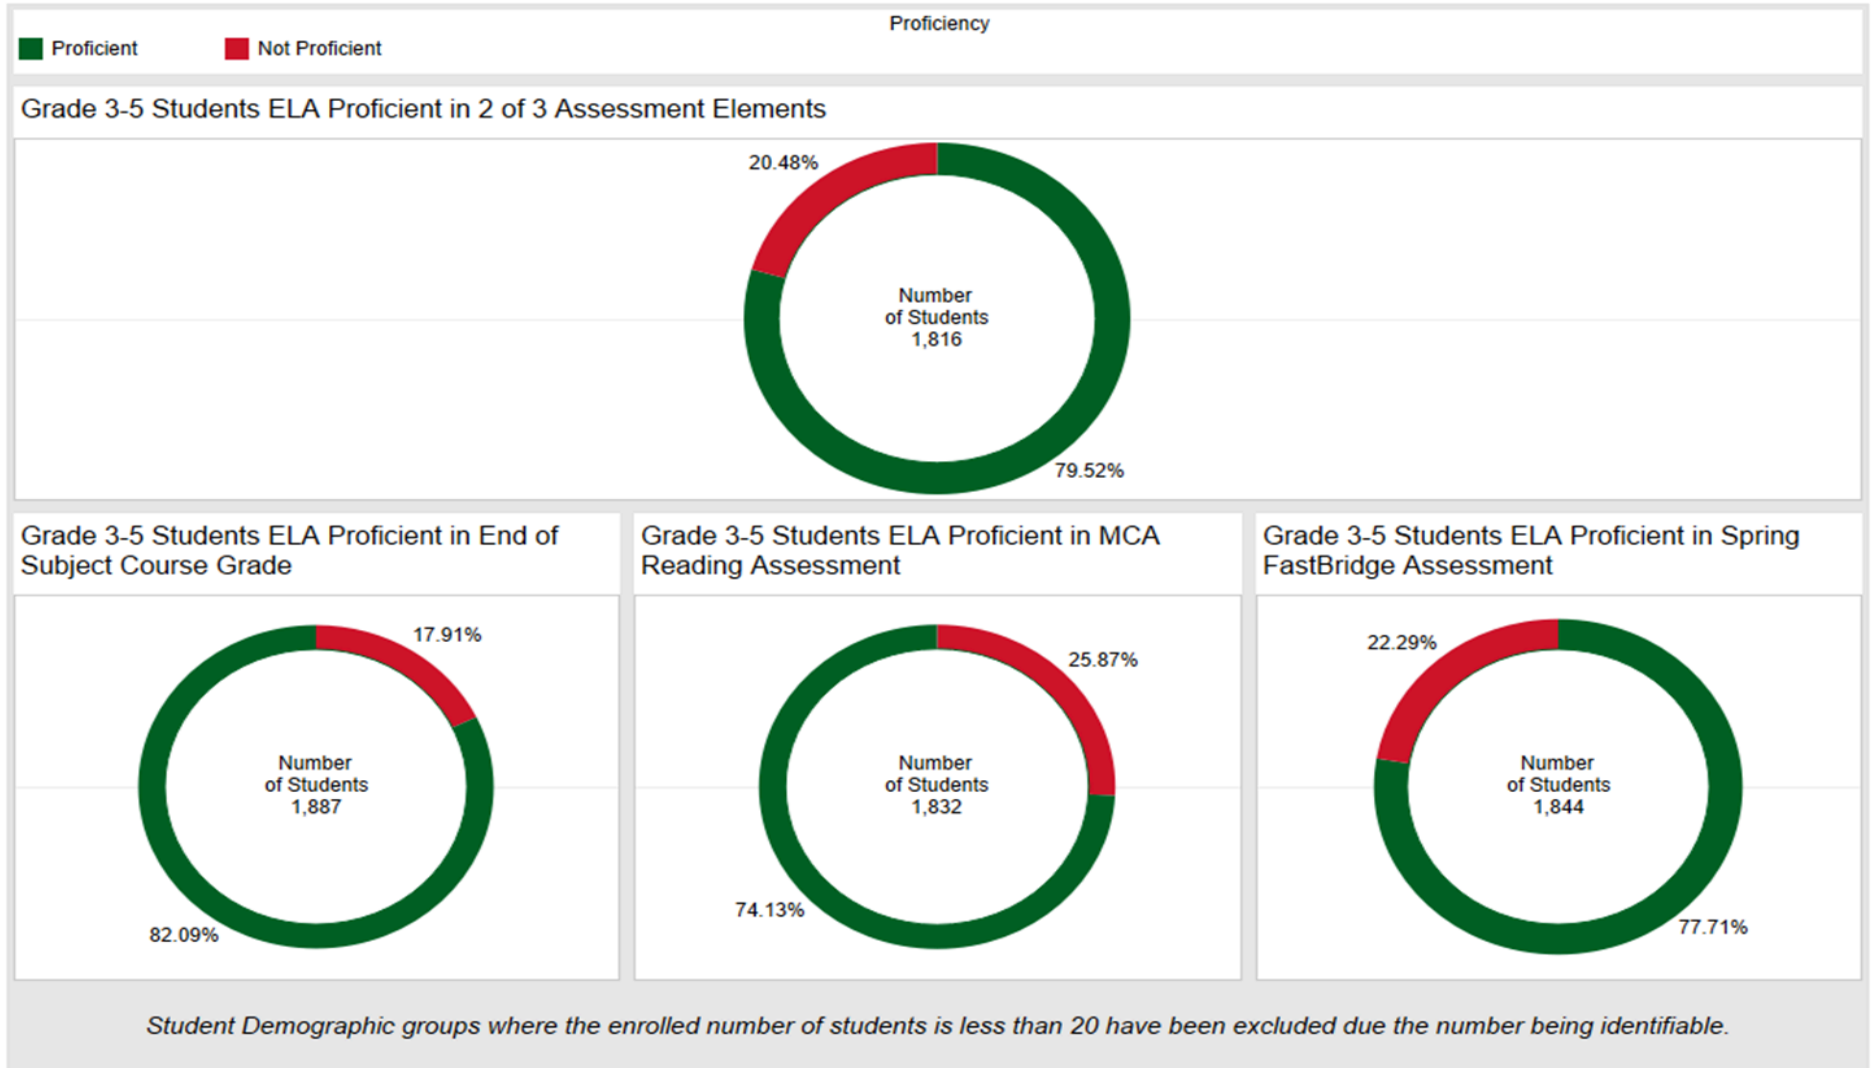 Proficiency
Proficient
Not Proficient
Grade 3-5 Students ELA Proficient in 2 of 3 Assessment Elements
20.48%
Number
of Students
1,816
79.52%
Grade 3-5 Students ELA Proficient in End of
Subject Course Grade
17.91%
Number
of Students
1,887
82.09%
Grade 3-5 Students ELA Proficient in MCA
Reading Assessment
25.87%
Number
of Students
1,832
74.13%
Grade 3-5 Students ELA Proficient in Spring
FastBridge Assessment
22.29%
Number
of Students
1,844
77.71%
Student Demographic groups where the enrolled number of students is less than 20 have been excluded due the number being identifiable.